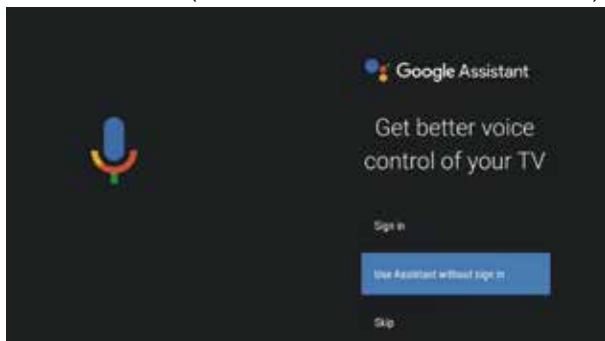 Google Assistant
Get better voice
control of your TV
Sign in
Use Assistant without sign in
Skip